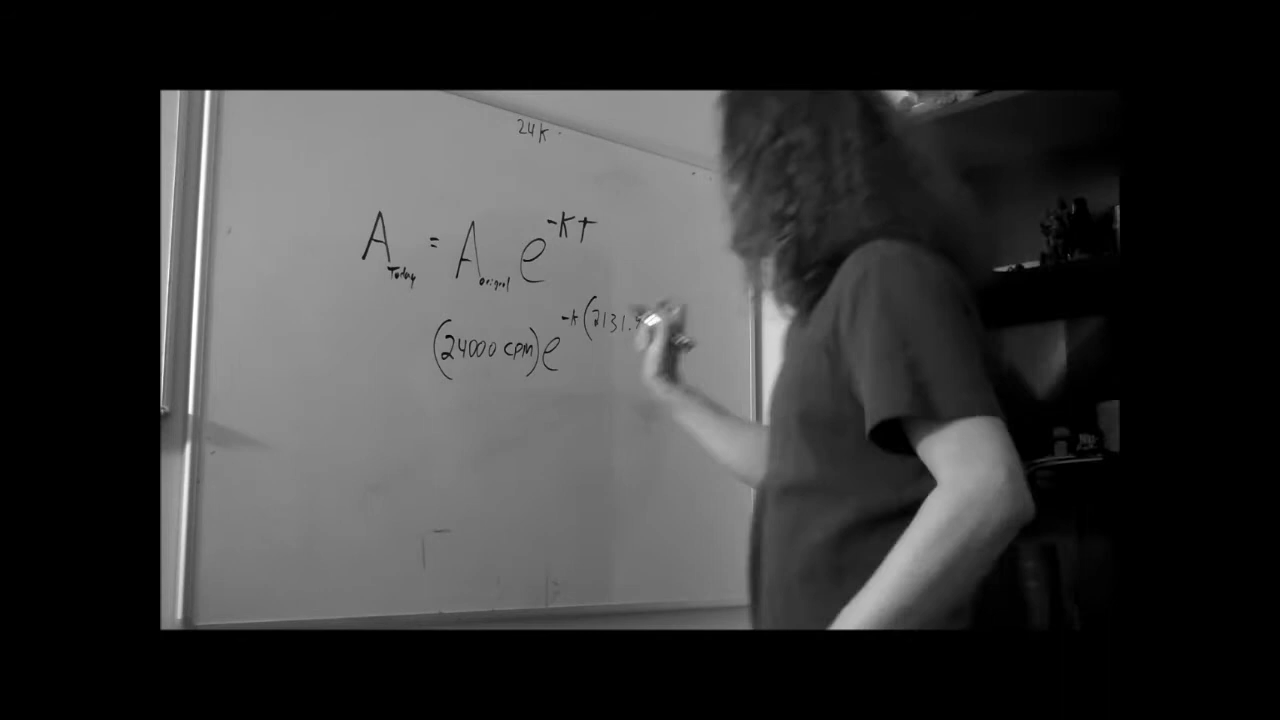 24K
A Today = A original e^-kt
(24000 CPM)e^-k(2131.